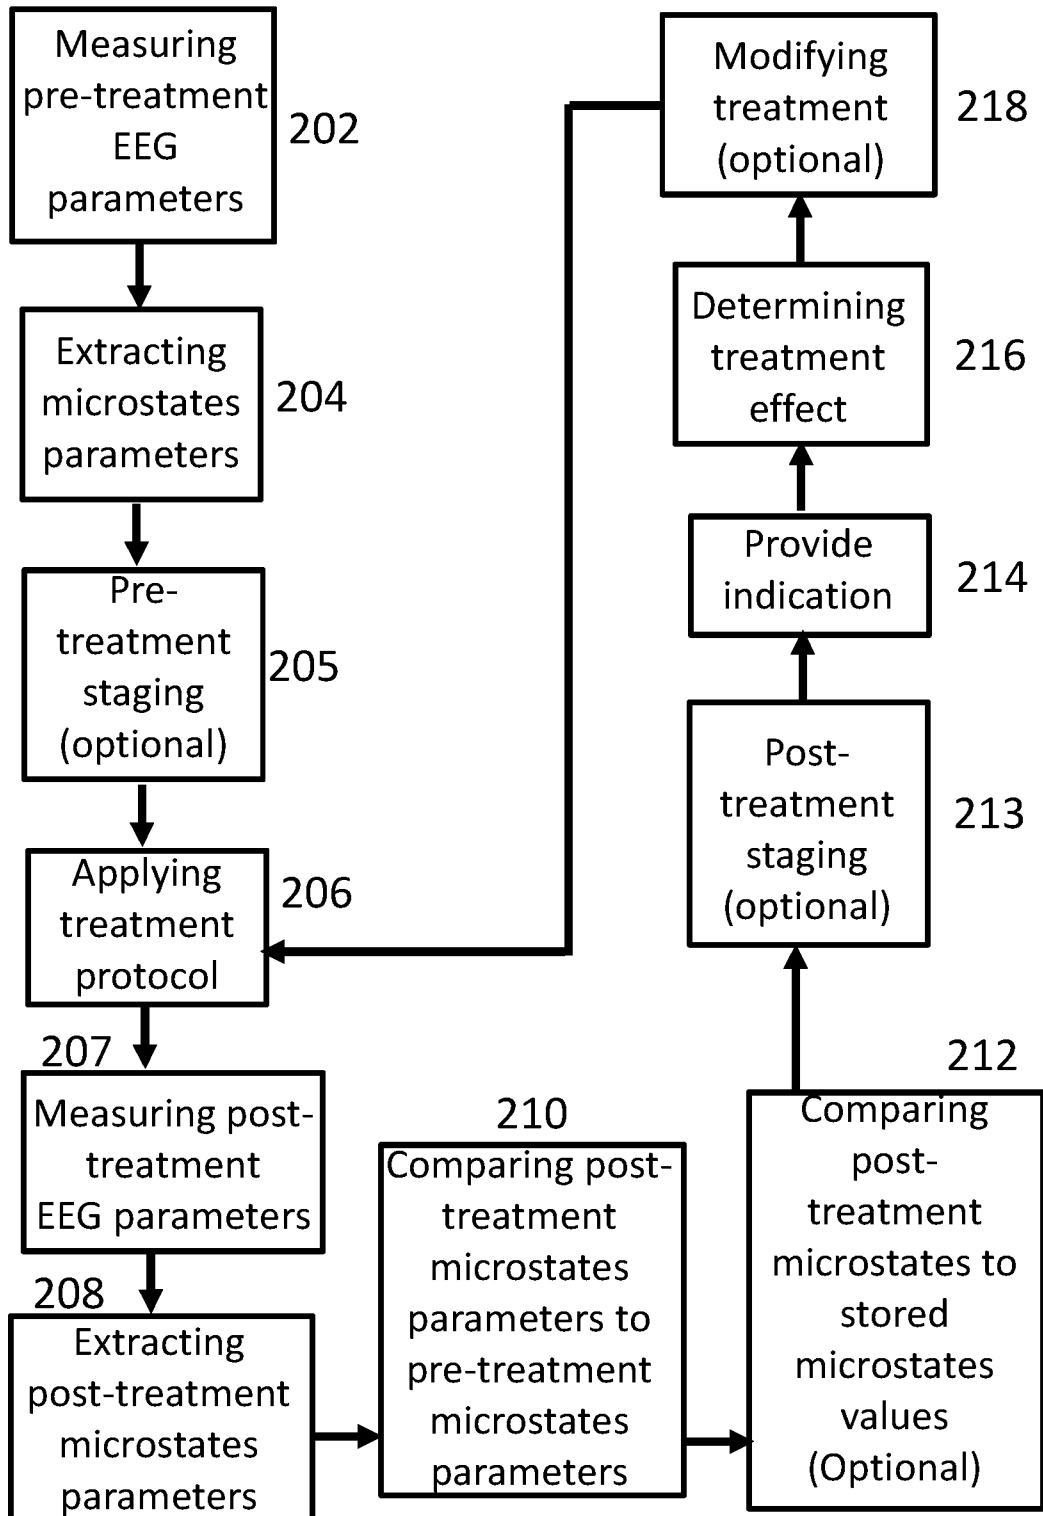 Measuring
pre-treatment
EEG
parameters
202
Extracting
microstates
parameters
204
Pre-
treatment
staging
(optional)
205
Applying
treatment
protocol
206
207
Measuring post-
treatment
EEG parameters
208
Extracting
post-treatment
microstates
parameters
210
Comparing post-
treatment
microstates
parameters to
pre-treatment
microstates
parameters
212
Comparing
post-
treatment
microstates to
stored
microstates
values
(Optional)
Post-
treatment
staging
(optional)
213
Provide
indication
214
Determining
treatment
effect
216
Modifying
treatment
(optional)
218